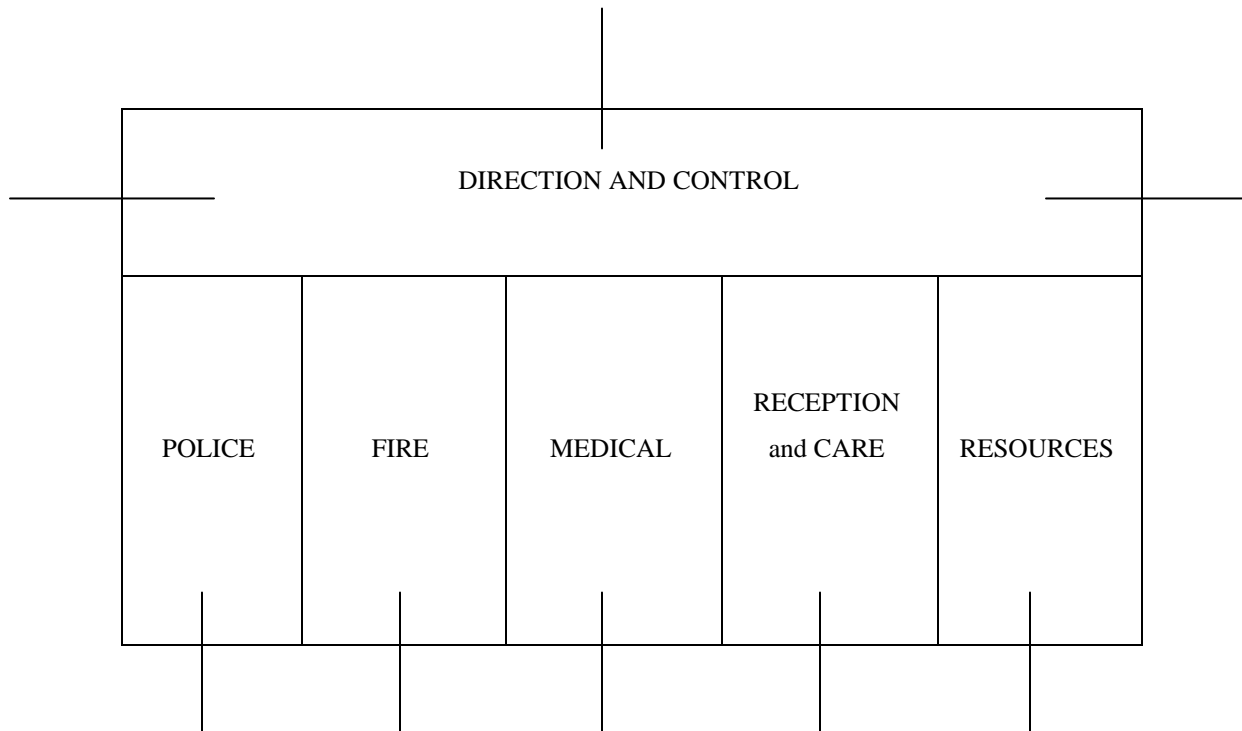 DIRECTION AND CONTROL
POLICE
FIRE
MEDICAL
RECEPTION
and CARE
RESOURCES